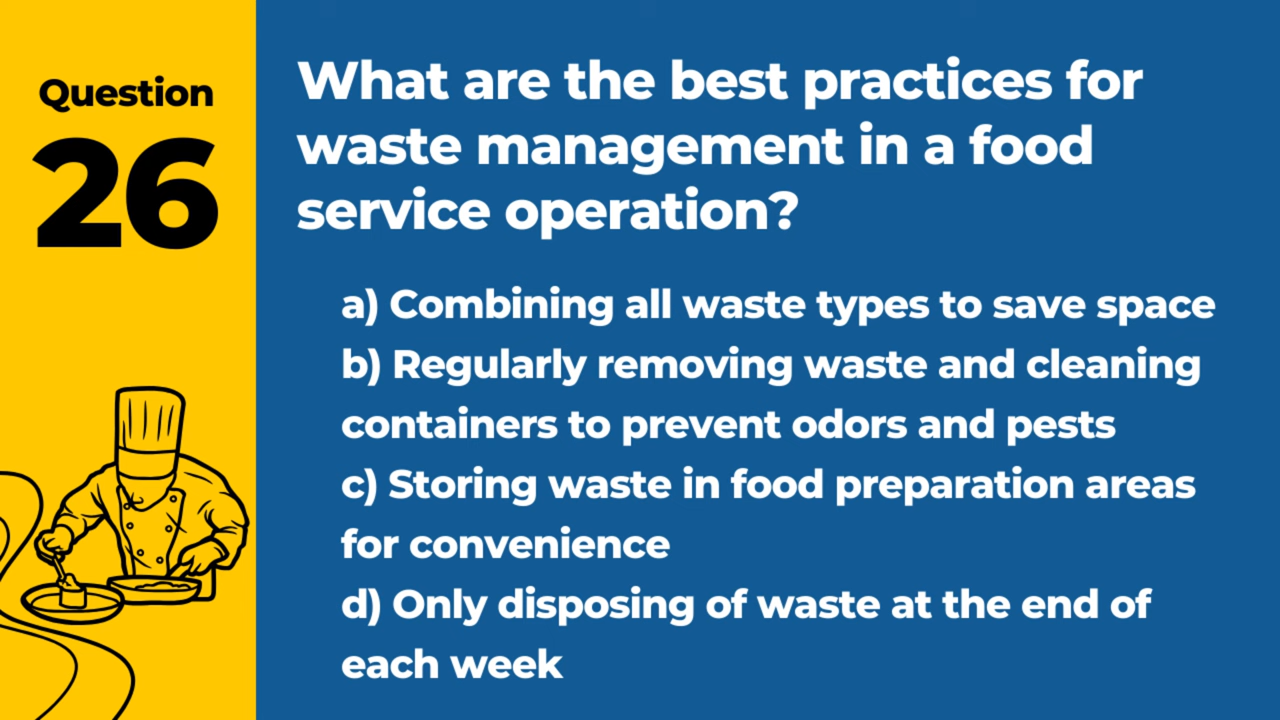 Question
26
What are the best practices for
waste management in a food
service operation?
a) Combining all waste types to save space
b) Regularly removing waste and cleaning
containers to prevent odors and pests
c) Storing waste in food preparation areas
for convenience
d) Only disposing of waste at the end of
each week